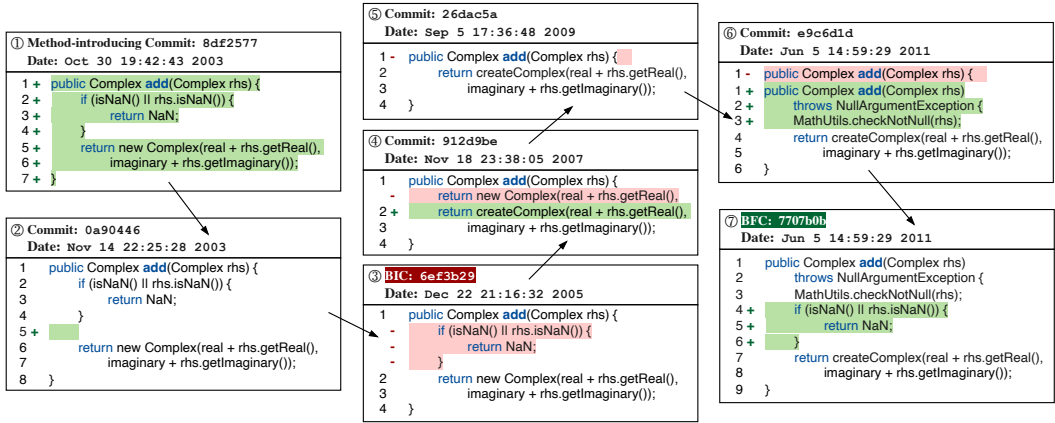 ① Method-introducing Commit: 8df2577
Date: Oct 30 19:42:43 2003
1 + public Complex add(Complex rhs) {
2 + if (isNaN() || rhs.isNaN()) {
3 + return NaN;
4 + }
5 + return new Complex(real + rhs.getReal(),
6 + imaginary + rhs.getImaginary());
7 + }
② Commit: 0a90446
Date: Nov 14 22:25:28 2003
1 public Complex add(Complex rhs) {
2 if (isNaN() || rhs.isNaN()) {
3 return NaN;
4 }
5 +
6 return new Complex(real + rhs.getReal(),
7 imaginary + rhs.getImaginary());
8 }
③ BIC: 6ef3b29
Date: Dec 22 21:16:32 2005
1 public Complex add(Complex rhs) {
- if (isNaN() || rhs.isNaN()) {
- return NaN;
- }
2 return new Complex(real + rhs.getReal(),
3 imaginary + rhs.getImaginary());
4 }
④ Commit: 912d9be
Date: Nov 18 23:38:05 2007
1 public Complex add(Complex rhs) {
- return new Complex(real + rhs.getReal(),
2 + return createComplex(real + rhs.getReal(),
3 imaginary + rhs.getImaginary());
4 }
⑤ Commit: 26dac5a
Date: Sep 5 17:36:48 2009
1 - public Complex add(Complex rhs) {
2 return createComplex(real + rhs.getReal(),
3 imaginary + rhs.getImaginary());
4 }
⑥ Commit: e9c6d1d
Date: Jun 5 14:59:29 2011
1 - public Complex add(Complex rhs) {
1 + public Complex add(Complex rhs)
2 + throws NullArgumentException {
3 + MathUtils.checkNotNull(rhs);
4 return createComplex(real + rhs.getReal(),
5 imaginary + rhs.getImaginary());
6 }
⑦ BFC: 7707b0b
Date: Jun 5 14:59:29 2011
1 public Complex add(Complex rhs)
2 throws NullArgumentException {
3 MathUtils.checkNotNull(rhs);
4 + if (isNaN() || rhs.isNaN()) {
5 + return NaN;
6 + }
7 return createComplex(real + rhs.getReal(),
8 imaginary + rhs.getImaginary());
9 }